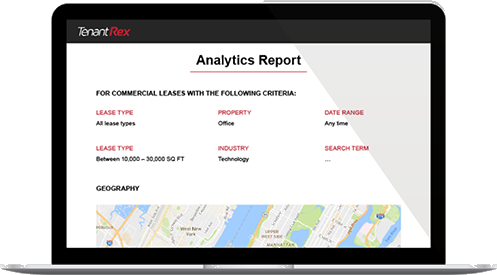 TenantRex
Analytics Report
FOR COMMERCIAL LEASES WITH THE FOLLOWING CRITERIA:
LEASE TYPE PROPERTY DATE RANGE
All lease types Office Any time
LEASE TYPE INDUSTRY SEARCH TERM
Between 10,000 – 30,000 SQ FT Technology ---
GEOGRAPHY
WEST NEW YORK
UPPER WEST SIDE
MANHATTAN